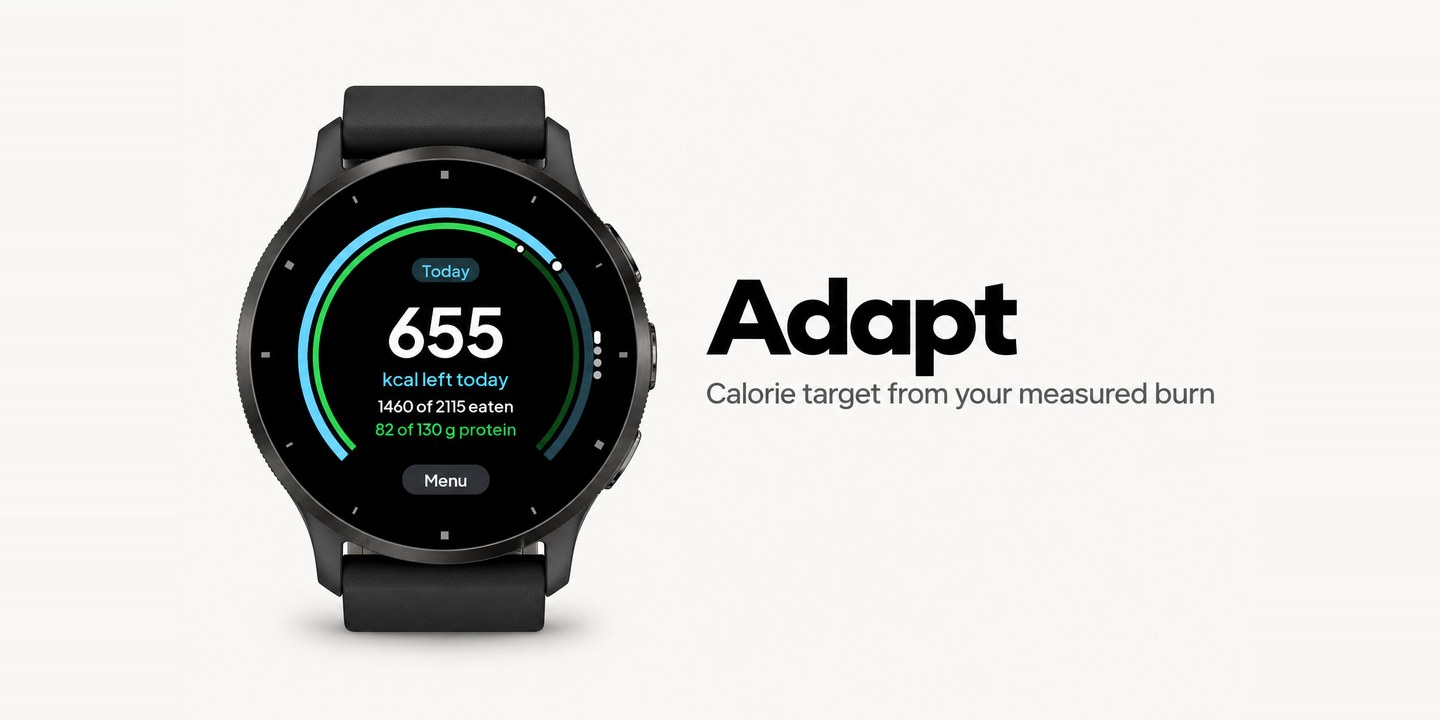 Today
655
kcal left today
1460 of 2115 eaten
82 of 130 g protein
Menu
Adapt
Calorie target from your measured burn